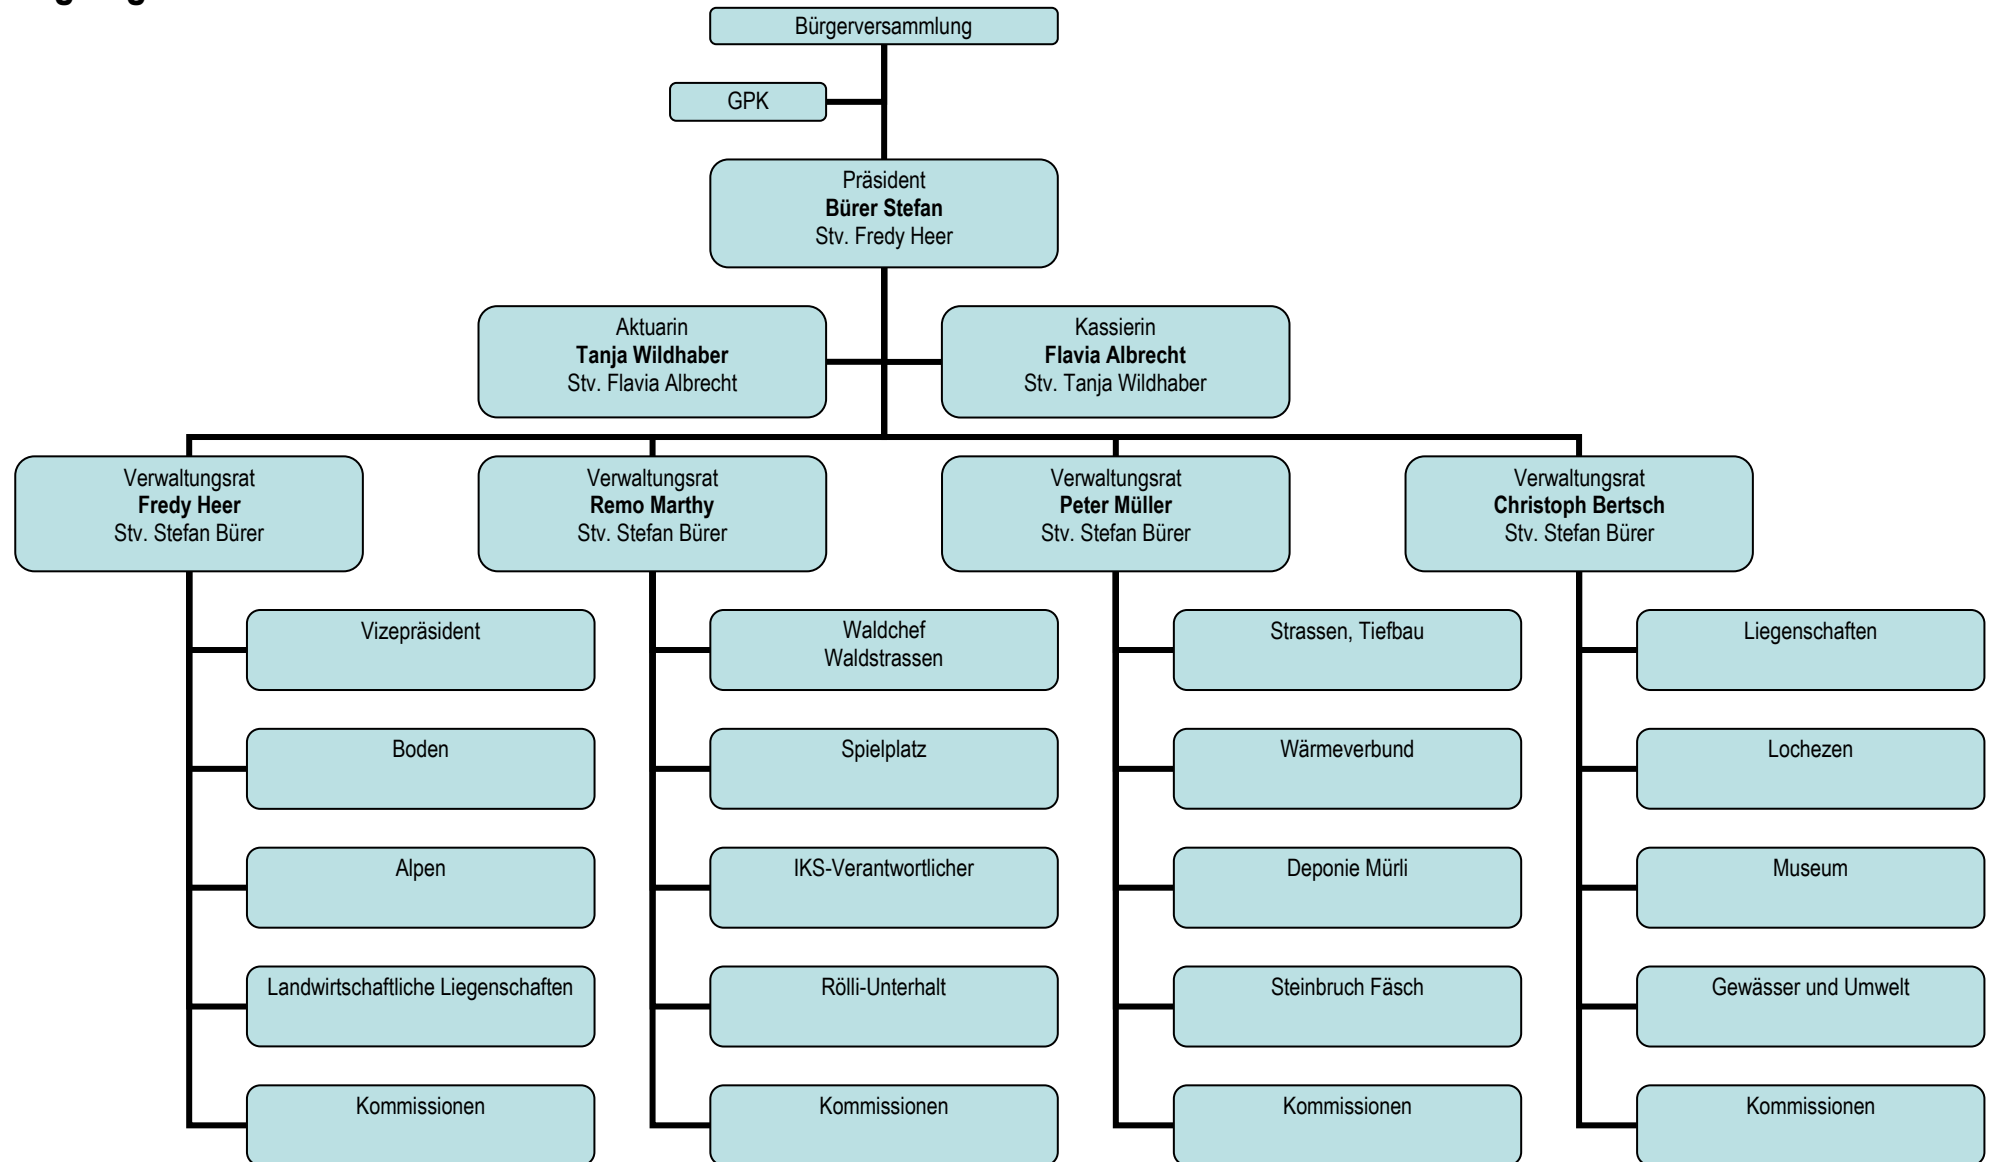 Bürgerversammlung
GPK
Präsident
Bürer Stefan
Stv. Fredy Heer
Aktuarin
Tanja Wildhaber
Stv. Flavia Albrecht
Kassierin
Flavia Albrecht
Stv. Tanja Wildhaber
Verwaltungsrat
Fredy Heer
Stv. Stefan Bürer
Verwaltungsrat
Remo Marthy
Stv. Stefan Bürer
Verwaltungsrat
Peter Müller
Stv. Stefan Bürer
Verwaltungsrat
Christoph Bertsch
Stv. Stefan Bürer
Vizepräsident
Boden
Alpen
Landwirtschaftliche Liegenschaften
Kommissionen
Waldchef
Waldstrassen
Spielplatz
IKS-Verantwortlicher
Rölli-Unterhalt
Kommissionen
Strassen, Tiefbau
Wärmeverbund
Deponie Mürli
Steinbruch Fäsch
Kommissionen
Liegenschaften
Lochezen
Museum
Gewässer und Umwelt
Kommissionen